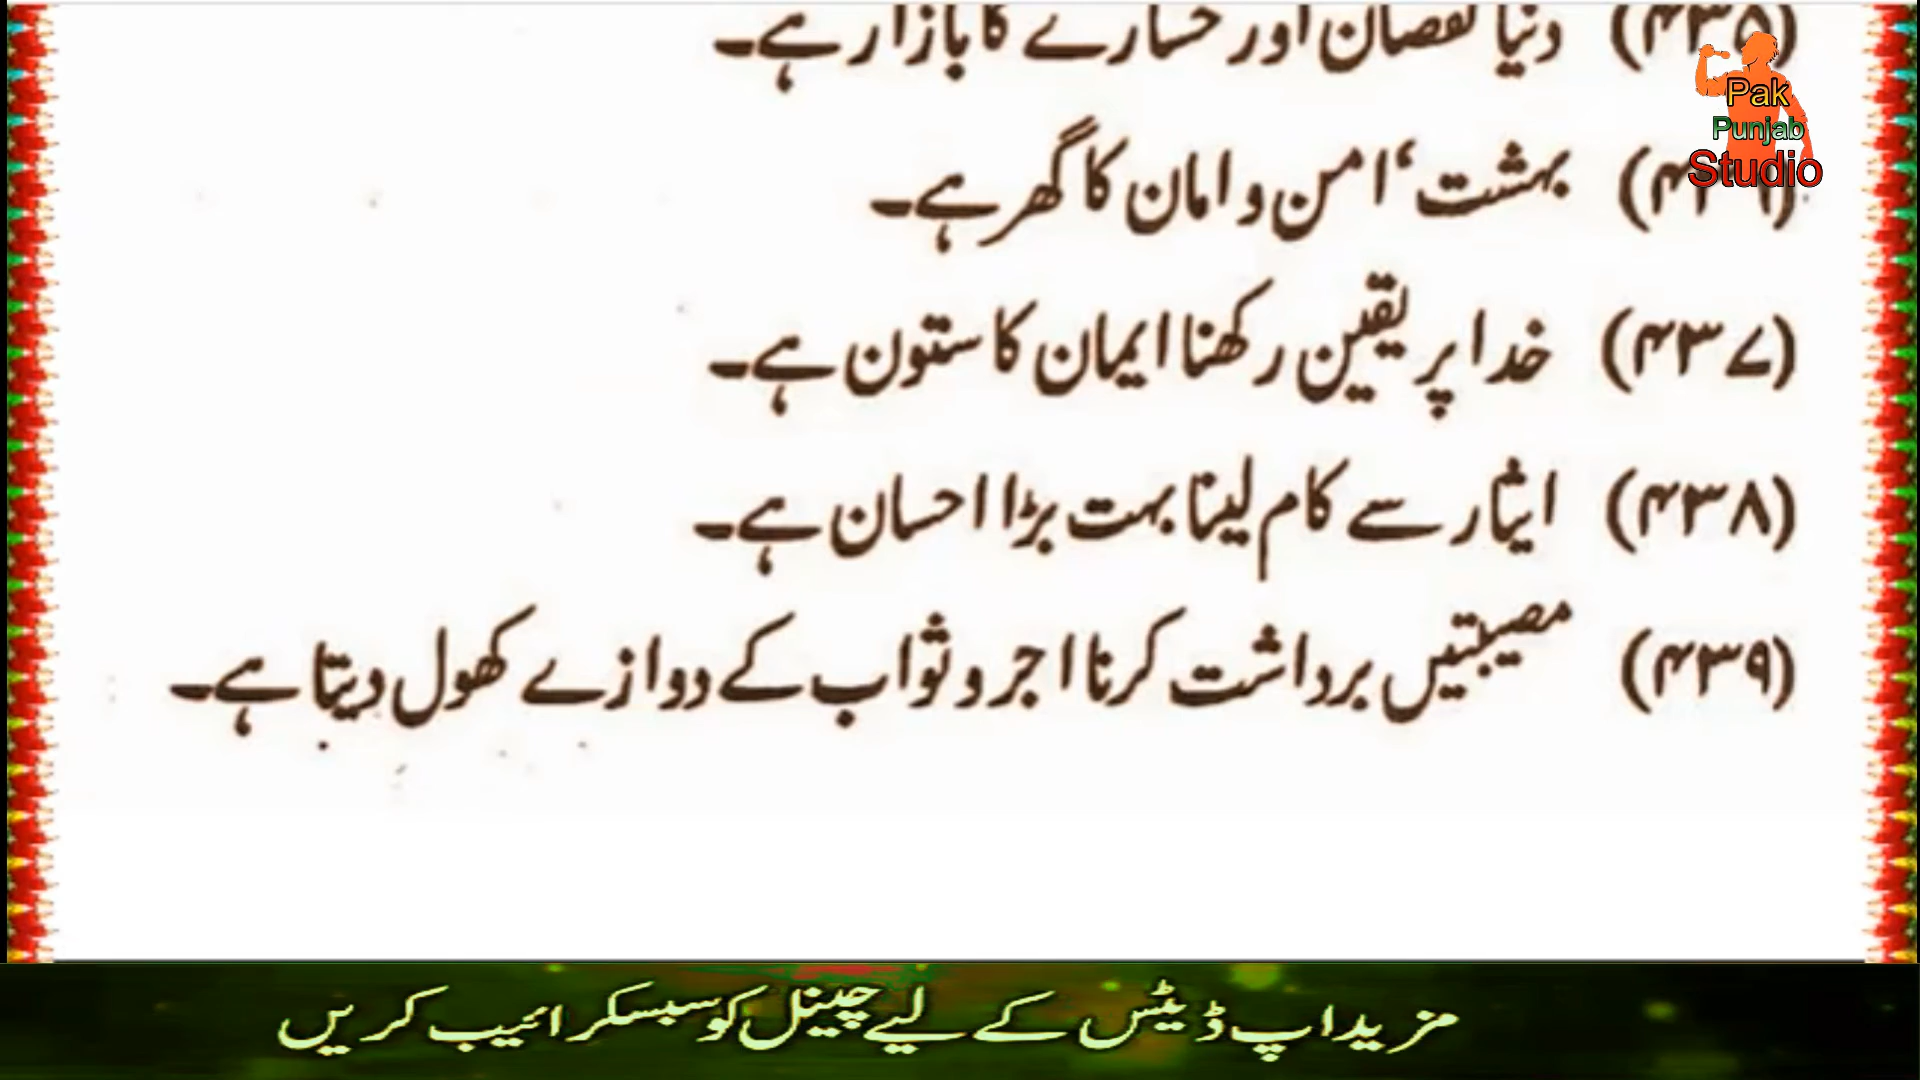 (۴۳۵) دنیا نقصان اور خسارے کا بازار ہے۔
(۴۳۶) بہشت، امن و امان کا گھر ہے۔
(۴۳۷) خدا پر یقین رکھنا ایمان کا ستون ہے۔
(۴۳۸) ایثار سے کام لینا بہت بڑا احسان ہے۔
(۴۳۹) مصیبتیں برداشت کرنا اجر و ثواب کے دوازے کھول دیتا ہے۔
Pak
Punjab
Studio
مزید اپ ڈیٹس کے لیے چینل کو سبسکرائیب کریں